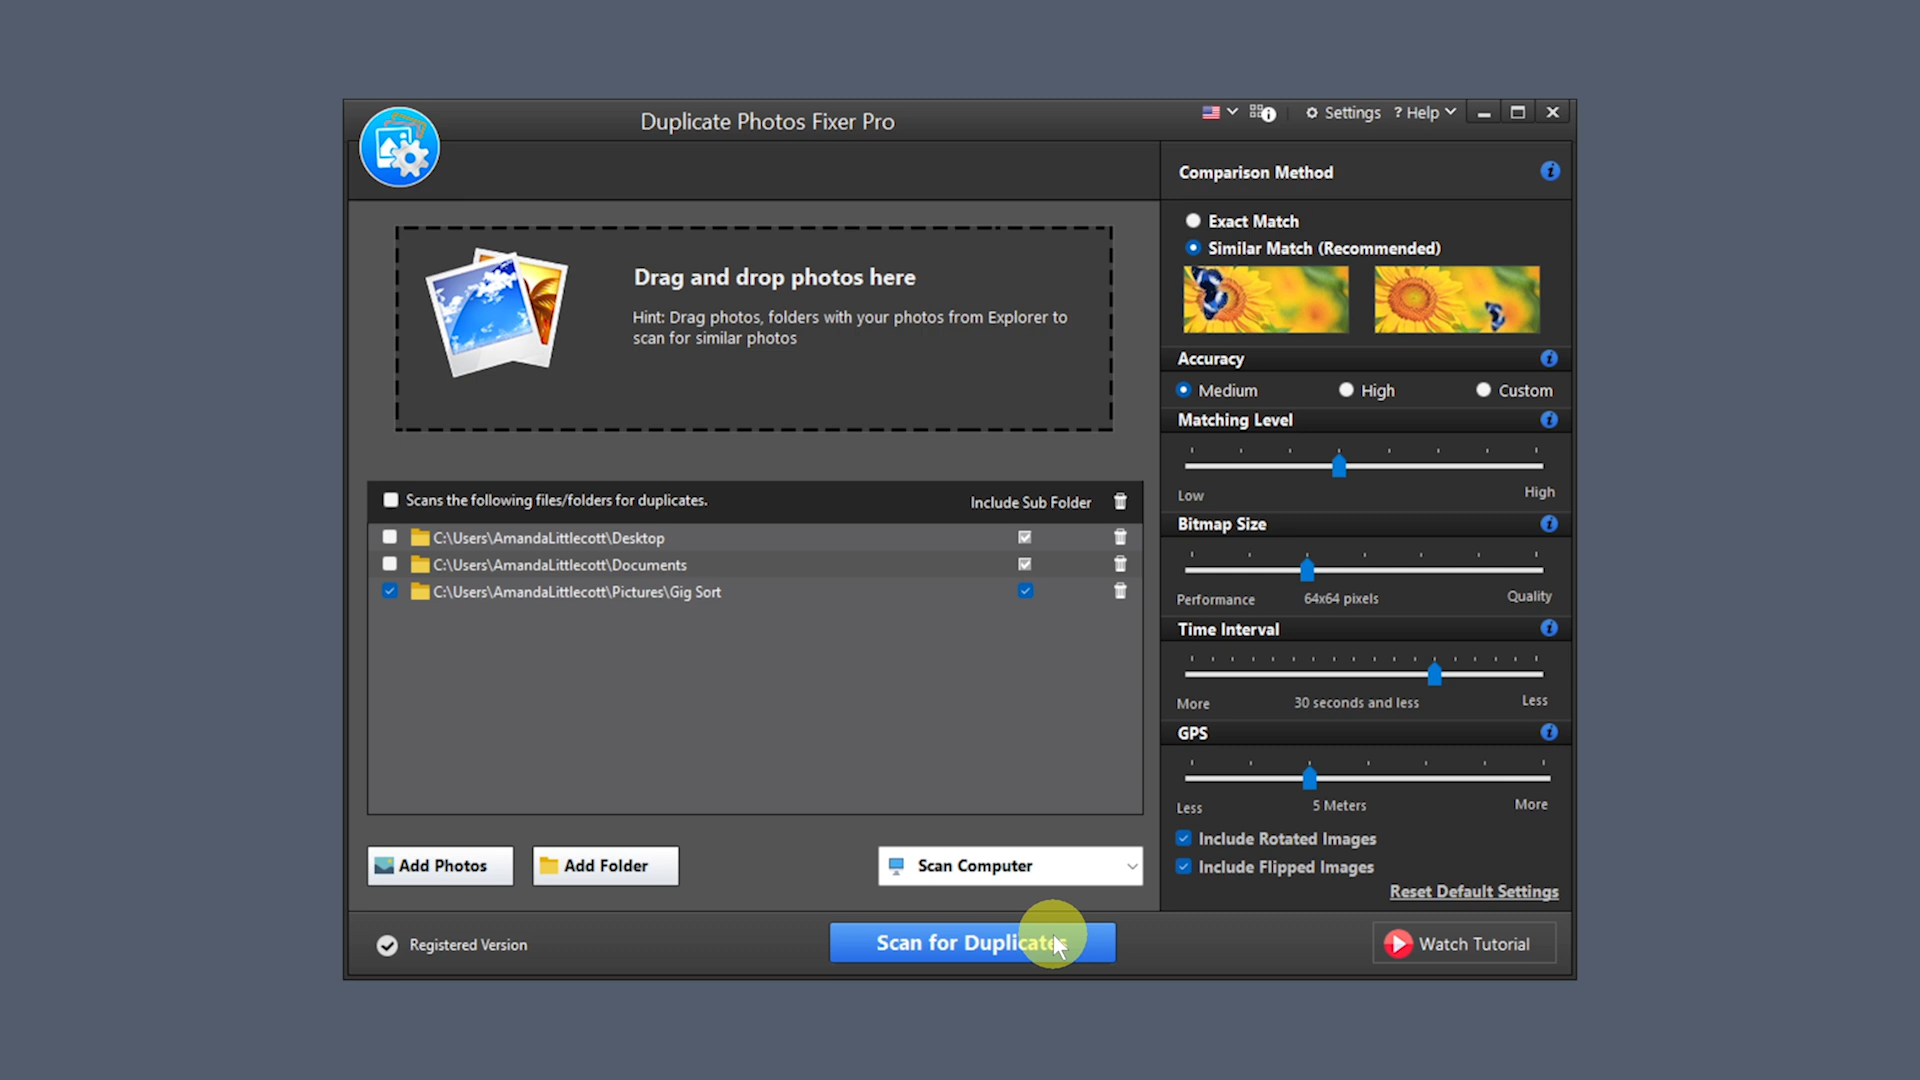 Duplicate Photos Fixer Pro
Settings
? Help
Comparison Method
Exact Match
Similar Match (Recommended)
Drag and drop photos here
Hint: Drag photos, folders with your photos from Explorer to
scan for similar photos
Accuracy
Medium High Custom
Matching Level
Low High
Bitmap Size
Performance 64x64 pixels Quality
Time Interval
More 30 seconds and less Less
GPS
Less 5 Meters More
Include Rotated Images
Include Flipped Images
Reset Default Settings
Scans the following files/folders for duplicates. Include Sub Folder
C:\Users\AmandaLittlecott\Desktop
C:\Users\AmandaLittlecott\Documents
C:\Users\AmandaLittlecott\Pictures\Gig Sort
Add Photos Add Folder Scan Computer
Registered Version Scan for Duplicates Watch Tutorial